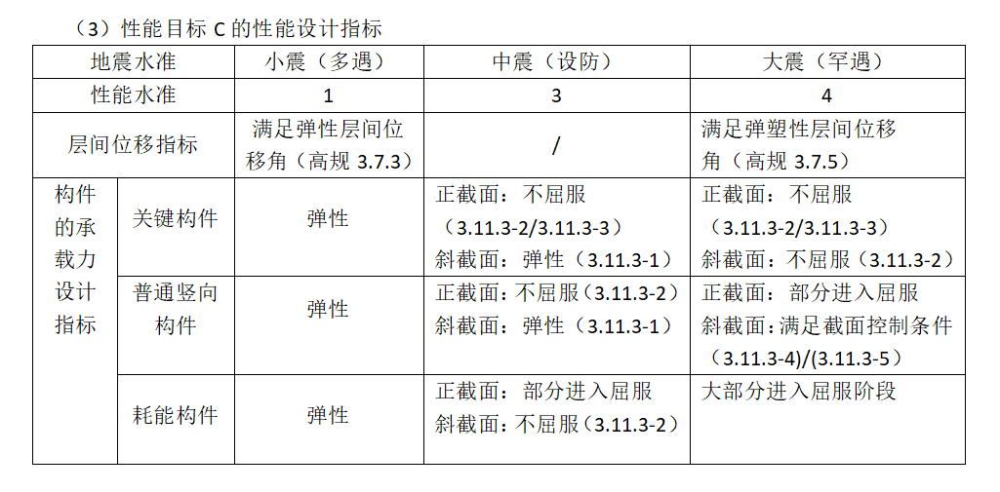 （3）性能目标 C 的性能设计指标
地震水准
小震（多遇）
中震（设防）
大震（罕遇）
性能水准
1
3
4
层间位移指标
满足弹性层间位
移角（高规 3.7.3）
/
满足弹塑性层间位移
角（高规 3.7.5）
构件
的承
载力
设计
指标
关键构件
弹性
正截面：不屈服
（3.11.3-2/3.11.3-3）
斜截面：弹性（3.11.3-1）
正截面：不屈服
（3.11.3-2/3.11.3-3）
斜截面：不屈服（3.11.3-2）
普通竖向
构件
弹性
正截面：不屈服（3.11.3-2）
斜截面：弹性（3.11.3-1）
正截面：部分进入屈服
斜截面：满足截面控制条件
（3.11.3-4)/(3.11.3-5）
耗能构件
弹性
正截面：部分进入屈服
斜截面：不屈服（3.11.3-2）
大部分进入屈服阶段